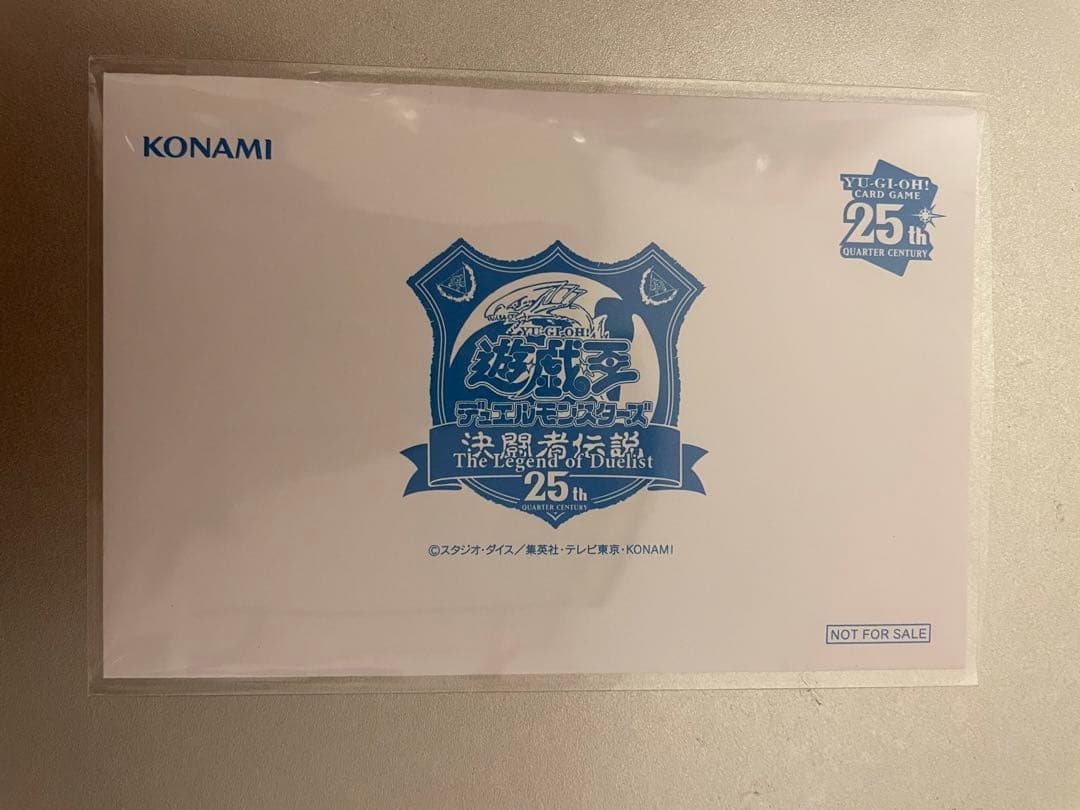 KONAMI
YU-GI-OH!
CARD GAME
25th
QUARTER CENTURY
YU-GI-OH!
遊戯王
デュエルモンスターズ
決闘者伝説
The Legend of Duelist
25th
QUARTER CENTURY
©スタジオ・ダイス／集英社・テレビ東京・KONAMI
NOT FOR SALE